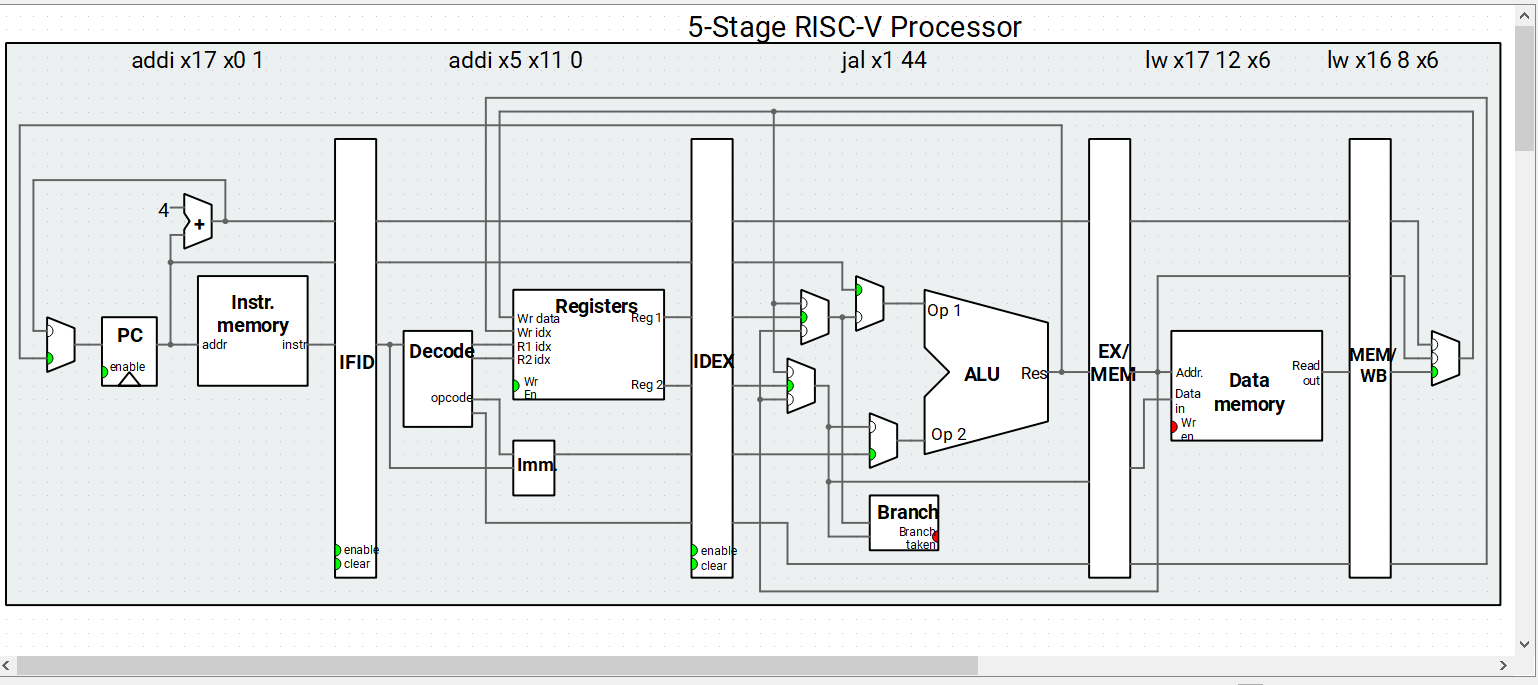 5-Stage RISC-V Processor
addi x17 x0 1
addi x5 x11 0
jal x1 44
lw x17 12 x6
lw x16 8 x6
4
+
PC
enable
Instr.
memory
addr
instr
IFID
enable
clear
Decode
opcode
Registers
Wr data
Wr idx
R1 idx
R2 idx
Wr
En
Reg 1
Reg 2
Imm.
IDEX
enable
clear
Op 1
ALU
Res
Op 2
Branch
Branch
taken
EX/
MEM
Addr.
Data
in
Wr
en
Data
memory
Read
out
MEM/
WB